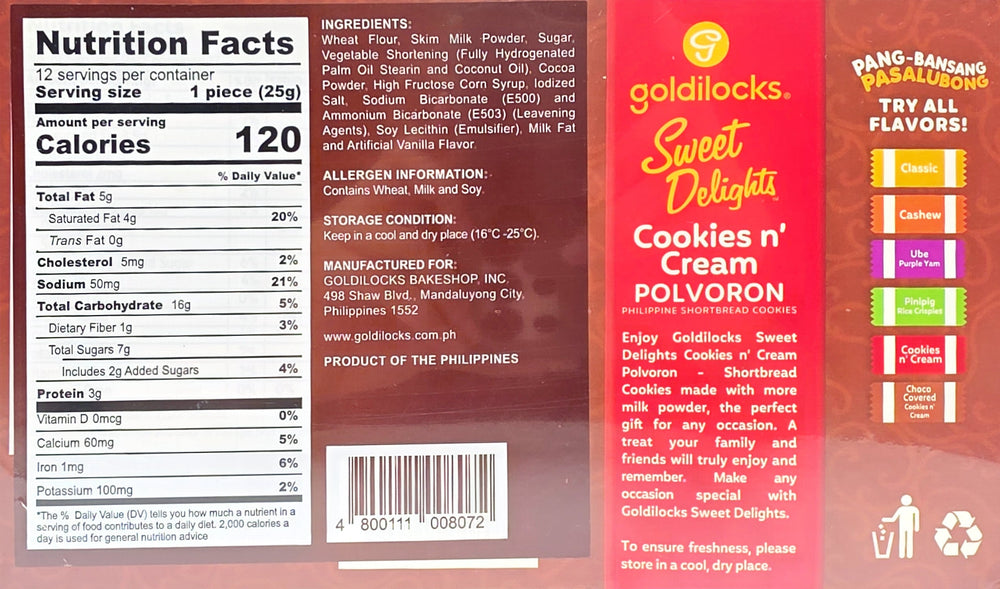 Nutrition Facts
12 servings per container
Serving size 1 piece (25g)
Amount per serving
Calories 120
% Daily Value*
Total Fat 5g
Saturated Fat 4g 20%
Trans Fat 0g
Cholesterol 5mg 2%
Sodium 50mg 21%
Total Carbohydrate 16g 5%
Dietary Fiber 1g 3%
Total Sugars 7g
Includes 2g Added Sugars 4%
Protein 3g
Vitamin D 0mcg 0%
Calcium 60mg 5%
Iron 1mg 6%
Potassium 100mg 2%
*The % Daily Value (DV) tells you how much a nutrient in a
serving of food contributes to a daily diet. 2,000 calories a
day is used for general nutrition advice
INGREDIENTS:
Wheat Flour, Skim Milk Powder, Sugar,
Vegetable Shortening (Fully Hydrogenated
Palm Oil Stearin and Coconut Oil), Cocoa
Powder, High Fructose Corn Syrup, Iodized
Salt, Sodium Bicarbonate (E500) and
Ammonium Bicarbonate (E503) (Leavening
Agents), Soy Lecithin (Emulsifier), Milk Fat
and Artificial Vanilla Flavor.
ALLERGEN INFORMATION:
Contains Wheat, Milk and Soy.
STORAGE CONDITION:
Keep in a cool and dry place (16°C -25°C).
MANUFACTURED FOR:
GOLDILOCKS BAKESHOP, INC.
498 Shaw Blvd., Mandaluyong City,
Philippines 1552
www.goldilocks.com.ph
PRODUCT OF THE PHILIPPINES
4 800111 008072
goldilocks®
Sweet
Delights™
Cookies n'
Cream
POLVORON
PHILIPPINE SHORTBREAD COOKIES
Enjoy Goldilocks Sweet
Delights Cookies n' Cream
Polvoron - Shortbread
Cookies made with more
milk powder, the perfect
gift for any occasion. A
treat your family and
friends will truly enjoy and
remember. Make any
occasion special with
Goldilocks Sweet Delights.
To ensure freshness, please
store in a cool, dry place.
PANG-BANSANG
PASALUBONG
TRY ALL
FLAVORS!
Classic
Cashew
Ube
Purple Yam
Pinipig
Rice Crispies
Cookies
n' Cream
Choco
Covered
Cookies n'
Cream